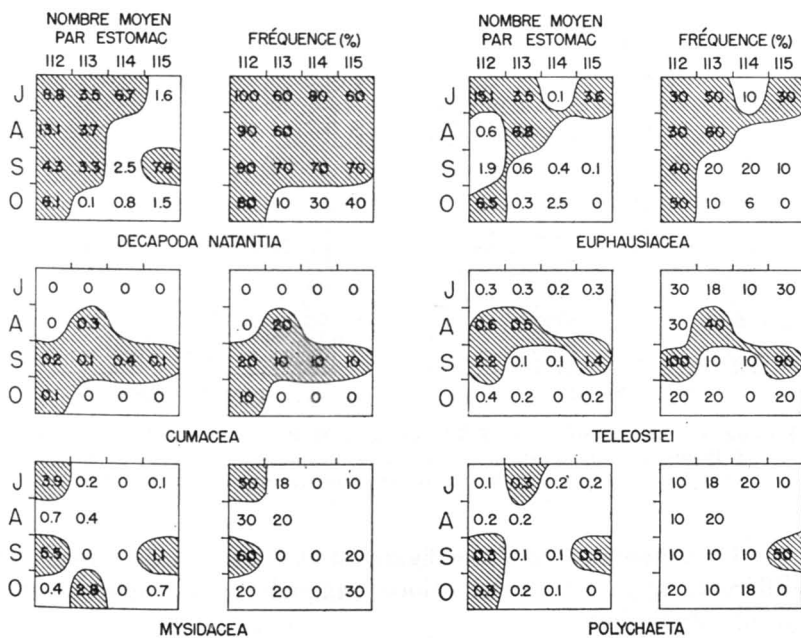 NOMBRE MOYEN
PAR ESTOMAC
FRÉQUENCE (%)
112 113 114 115
112 113 114 115
J 8.8 3.5 6.7 1.6
100 60 80 60
A 13.1 3.7
90 60
S 4.3 3.3 2.5 7.6
90 70 70 70
O 6.1 0.1 0.8 1.5
80 10 30 40
DECAPODA NATANTIA
NOMBRE MOYEN
PAR ESTOMAC
FRÉQUENCE (%)
112 113 114 115
112 113 114 115
J 15.1 3.5 0.1 3.6
30 50 10 30
A 0.6 6.8
30 60
S 1.9 0.6 0.4 0.1
40 20 20 10
O 6.5 0.3 2.5 0
50 10 6 0
EUPHAUSIACEA
J 0 0 0 0
0 0 0 0
A 0 0.3
0 20
S 0.2 0.1 0.4 0.1
20 10 10 10
O 0.1 0 0 0
10 0 0 0
CUMACEA
J 0.3 0.3 0.2 0.3
30 18 10 30
A 0.6 0.5
30 40
S 2.2 0.1 0.1 1.4
100 10 10 90
O 0.4 0.2 0 0.2
20 20 0 20
TELEOSTEI
J 3.9 0.2 0 0.1
50 18 0 10
A 0.7 0.4
30 20
S 5.5 0 0 1.1
60 0 0 20
O 0.4 2.8 0 0.7
20 20 0 30
MYSIDACEA
J 0.1 0.3 0.2 0.2
10 18 20 10
A 0.2 0.2
10 20
S 0.3 0.1 0.1 0.5
10 10 10 50
O 0.3 0.2 0.1 0
20 10 18 0
POLYCHAETA